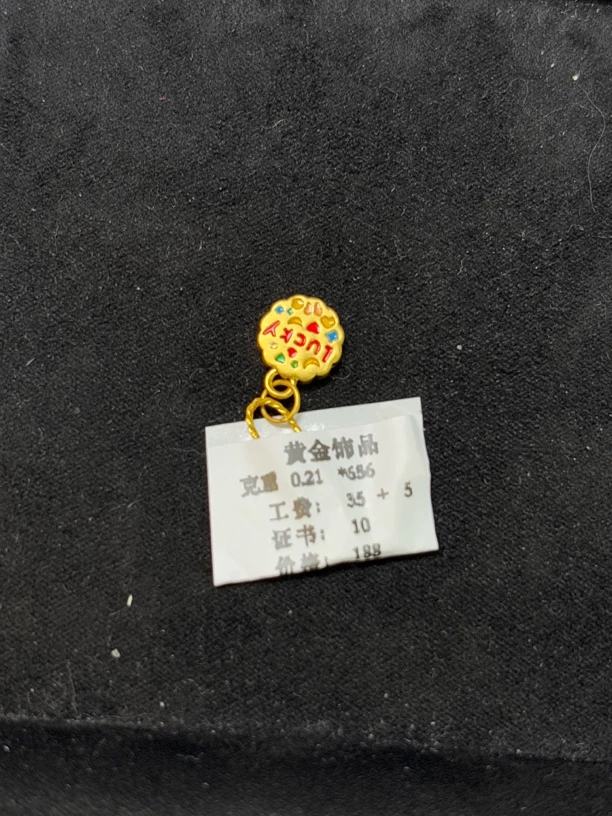 LUCKY
黄金饰品
克重 0.21 *656
工费: 35 + 5
证书: 10
价格: 188